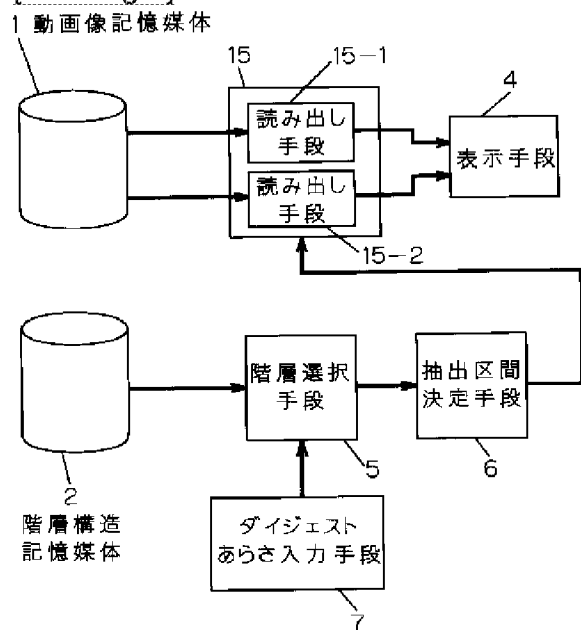 1 動画像記憶媒体
15
15-1
読み出し
手段
4
表示手段
読み出し
手段
15-2
階層選択
手段
5
抽出区間
決定手段
6
2
階層構造
記憶媒体
ダイジェスト
あらさ入力手段
7